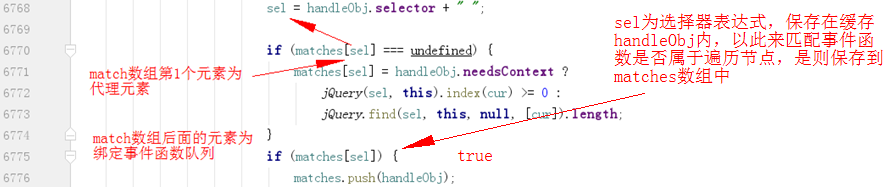 6768 sel = handleObj.selector + " ";
6769
6770 if (matches[sel] === undefined) {
6771 matches[sel] = handleObj.needsContext ?
6772 jQuery(sel, this).index(cur) >= 0 :
6773 jQuery.find(sel, this, null, [cur]).length;
6774 }
6775 if (matches[sel]) {
6776 matches.push(handleObj);
match数组第1个元素为
代理元素
match数组后面的元素为
绑定事件函数队列
true
sel为选择器表达式，保存在缓存
handleObj内，以此来匹配事件函
数是否属于遍历节点，是则保存到
matches数组中